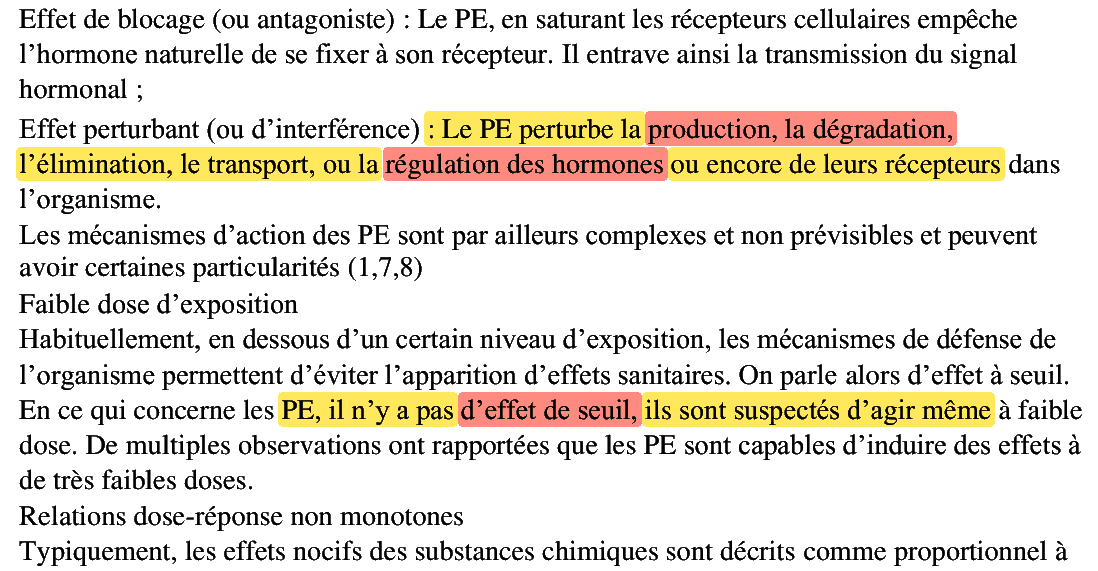 Effet de blocage (ou antagoniste) : Le PE, en saturant les récepteurs cellulaires empêche
l’hormone naturelle de se fixer à son récepteur. Il entrave ainsi la transmission du signal
hormonal ;
Effet perturbant (ou d’interférence) : Le PE perturbe la production, la dégradation,
l’élimination, le transport, ou la régulation des hormones ou encore de leurs récepteurs dans
l’organisme.
Les mécanismes d’action des PE sont par ailleurs complexes et non prévisibles et peuvent
avoir certaines particularités (1,7,8)
Faible dose d’exposition
Habituellement, en dessous d’un certain niveau d’exposition, les mécanismes de défense de
l’organisme permettent d’éviter l’apparition d’effets sanitaires. On parle alors d’effet à seuil.
En ce qui concerne les PE, il n’y a pas d’effet de seuil, ils sont suspectés d’agir même à faible
dose. De multiples observations ont rapportées que les PE sont capables d’induire des effets à
de très faibles doses.
Relations dose-réponse non monotones
Typiquement, les effets nocifs des substances chimiques sont décrits comme proportionnel à